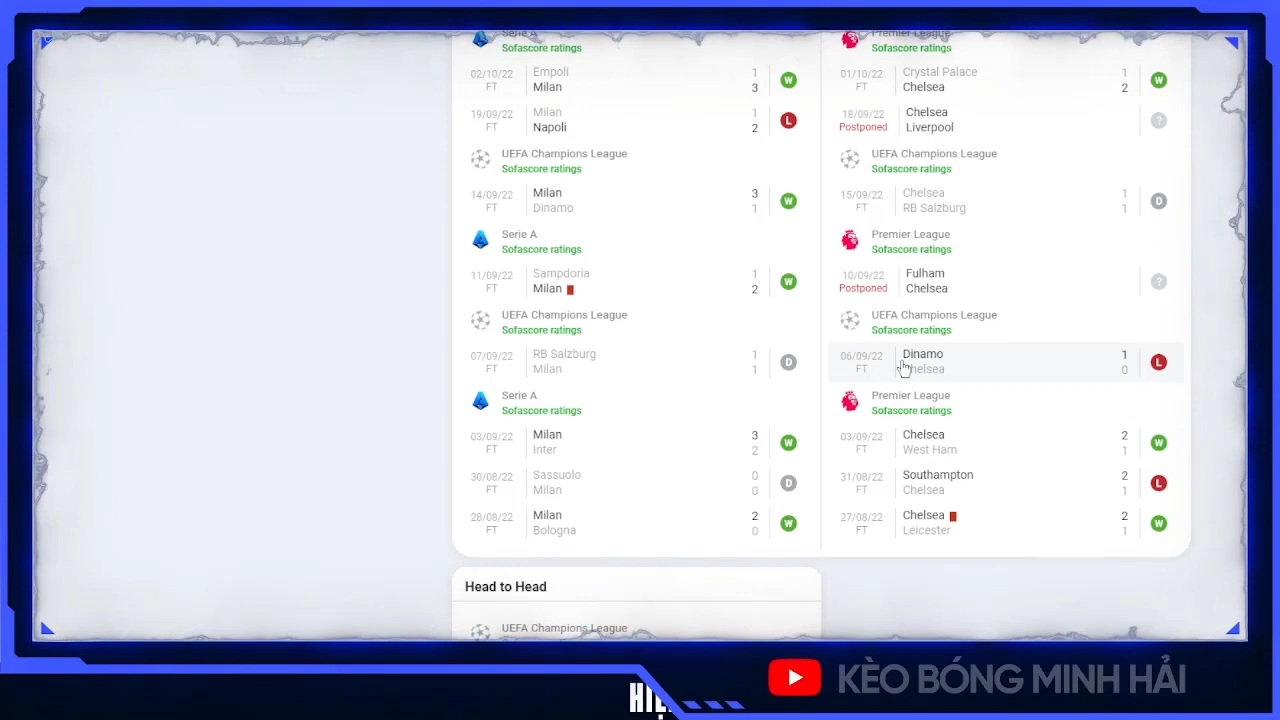 Serie A
Sofascore ratings
02/10/22
FT
Empoli
Milan
1
3
W
19/09/22
FT
Milan
Napoli
1
2
L
UEFA Champions League
Sofascore ratings
14/09/22
FT
Milan
Dinamo
3
1
W
Serie A
Sofascore ratings
11/09/22
FT
Sampdoria
Milan
1
2
W
UEFA Champions League
Sofascore ratings
07/09/22
FT
RB Salzburg
Milan
1
1
D
Serie A
Sofascore ratings
03/09/22
FT
Milan
Inter
3
2
W
30/08/22
FT
Sassuolo
Milan
0
0
D
28/08/22
FT
Milan
Bologna
2
0
W
Premier League
Sofascore ratings
01/10/22
FT
Crystal Palace
Chelsea
1
2
W
18/09/22
Postponed
Chelsea
Liverpool
?
UEFA Champions League
Sofascore ratings
15/09/22
FT
Chelsea
RB Salzburg
1
1
D
Premier League
Sofascore ratings
10/09/22
Postponed
Fulham
Chelsea
?
UEFA Champions League
Sofascore ratings
06/09/22
FT
Dinamo
Chelsea
1
0
L
Premier League
Sofascore ratings
03/09/22
FT
Chelsea
West Ham
2
1
W
31/08/22
FT
Southampton
Chelsea
2
1
L
27/08/22
FT
Chelsea
Leicester
2
1
W
Head to Head
UEFA Champions League
KÈO BÓNG MINH HẢI